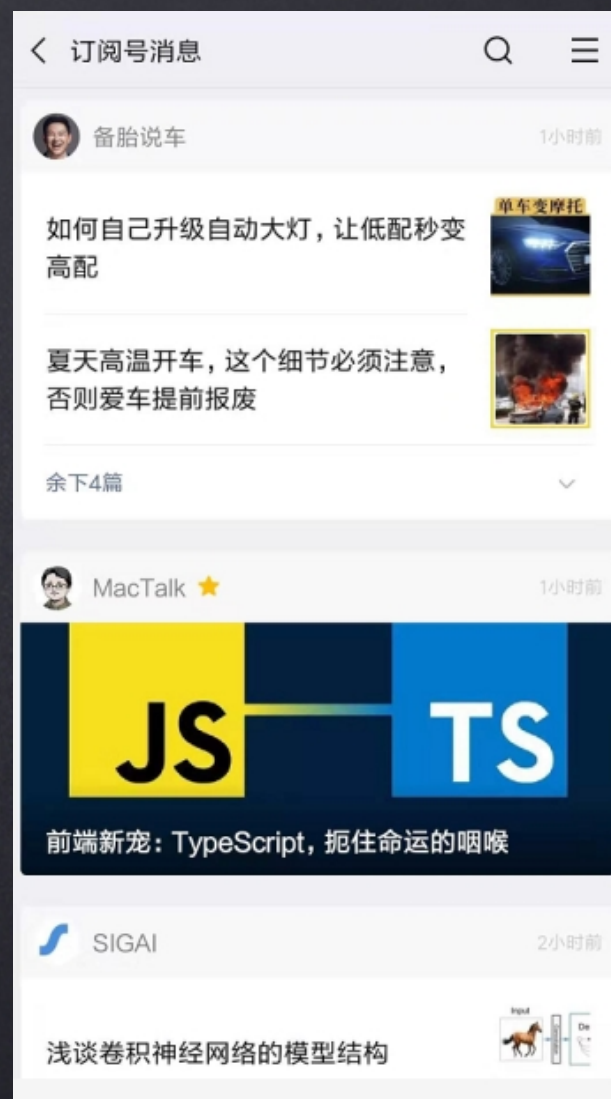 订阅号消息
备胎说车
1小时前
如何自己升级自动大灯，让低配秒变
高配
单车变摩托
夏天高温开车，这个细节必须注意，
否则爱车提前报废
余下4篇
MacTalk
1小时前
JS
TS
前端新宠：TypeScript，扼住命运的咽喉
SIGAI
2小时前
浅谈卷积神经网络的模型结构
Input
De